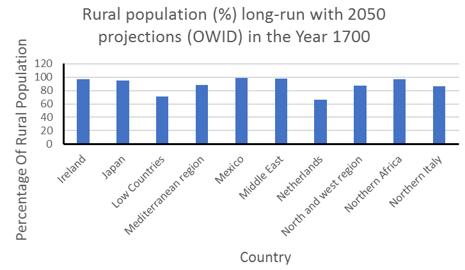 Rural population (%) long-run with 2050
projections (OWID) in the Year 1700
Percentage Of Rural Population
120
100
80
60
40
20
0
Ireland
Japan
Low Countries
Mediterranean region
Mexico
Middle East
Netherlands
North and west region
Northern Africa
Northern Italy
Country